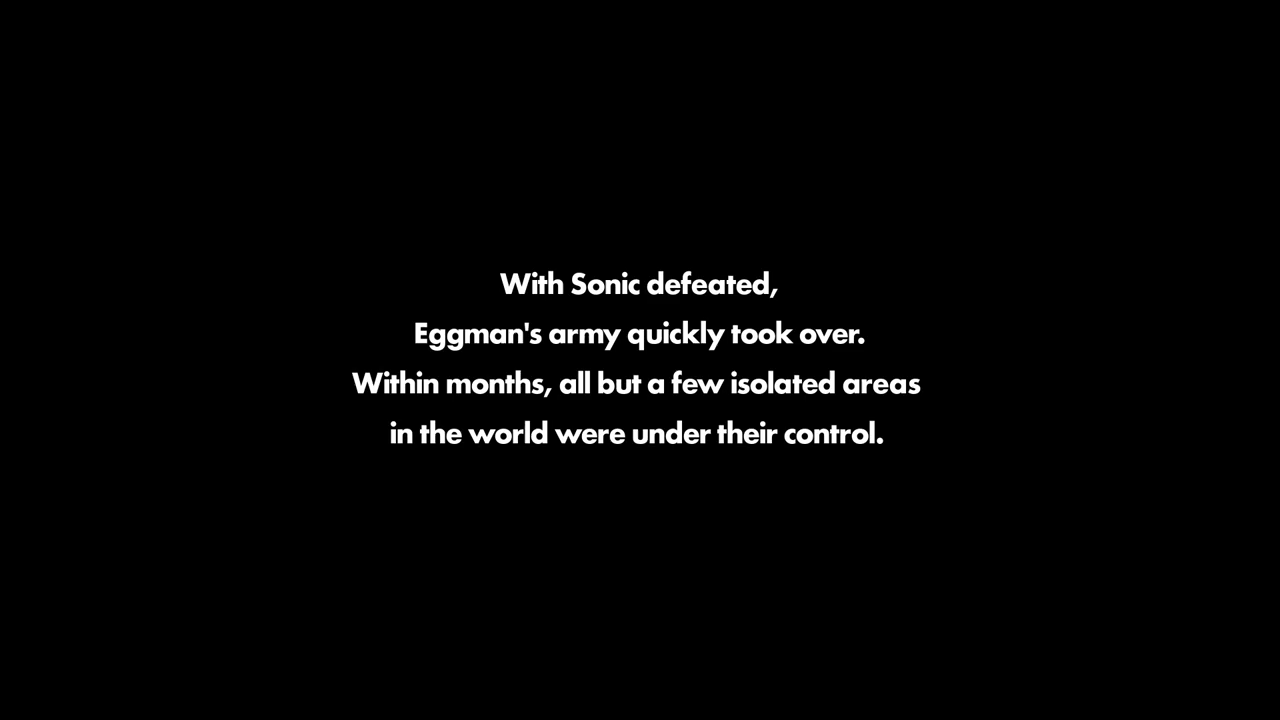 With Sonic defeated,
Eggman's army quickly took over.
Within months, all but a few isolated areas
in the world were under their control.